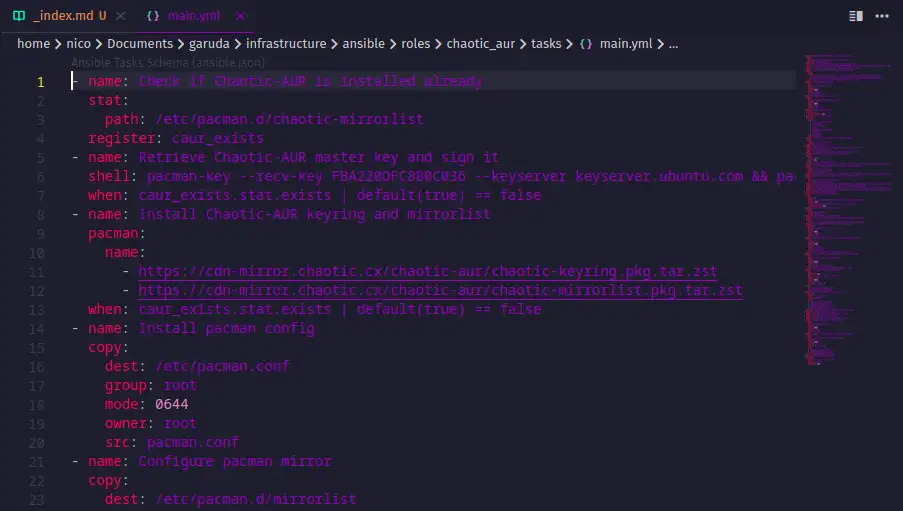 _index.md U
main.yml
home > nico > Documents > garuda > infrastructure > ansible > roles > chaotic_aur > tasks > {} main.yml > ...
Ansible Tasks Schema (ansible.json)
1 - name: Check if Chaotic-AUR is installed already
2 stat:
3 path: /etc/pacman.d/chaotic-mirrorlist
4 register: caur_exists
5 - name: Retrieve Chaotic-AUR master key and sign it
6 shell: pacman-key --recv-key FBA220DFC880C036 --keyserver keyserver.ubuntu.com && pa
7 when: caur_exists.stat.exists | default(true) == false
8 - name: Install Chaotic-AUR keyring and mirrorlist
9 pacman:
10 name:
11 - https://cdn-mirror.chaotic.cx/chaotic-aur/chaotic-keyring.pkg.tar.zst
12 - https://cdn-mirror.chaotic.cx/chaotic-aur/chaotic-mirrorlist.pkg.tar.zst
13 when: caur_exists.stat.exists | default(true) == false
14 - name: Install pacman config
15 copy:
16 dest: /etc/pacman.conf
17 group: root
18 mode: 0644
19 owner: root
20 src: pacman.conf
21 - name: Configure pacman mirror
22 copy:
23 dest: /etc/pacman.d/mirrorlist